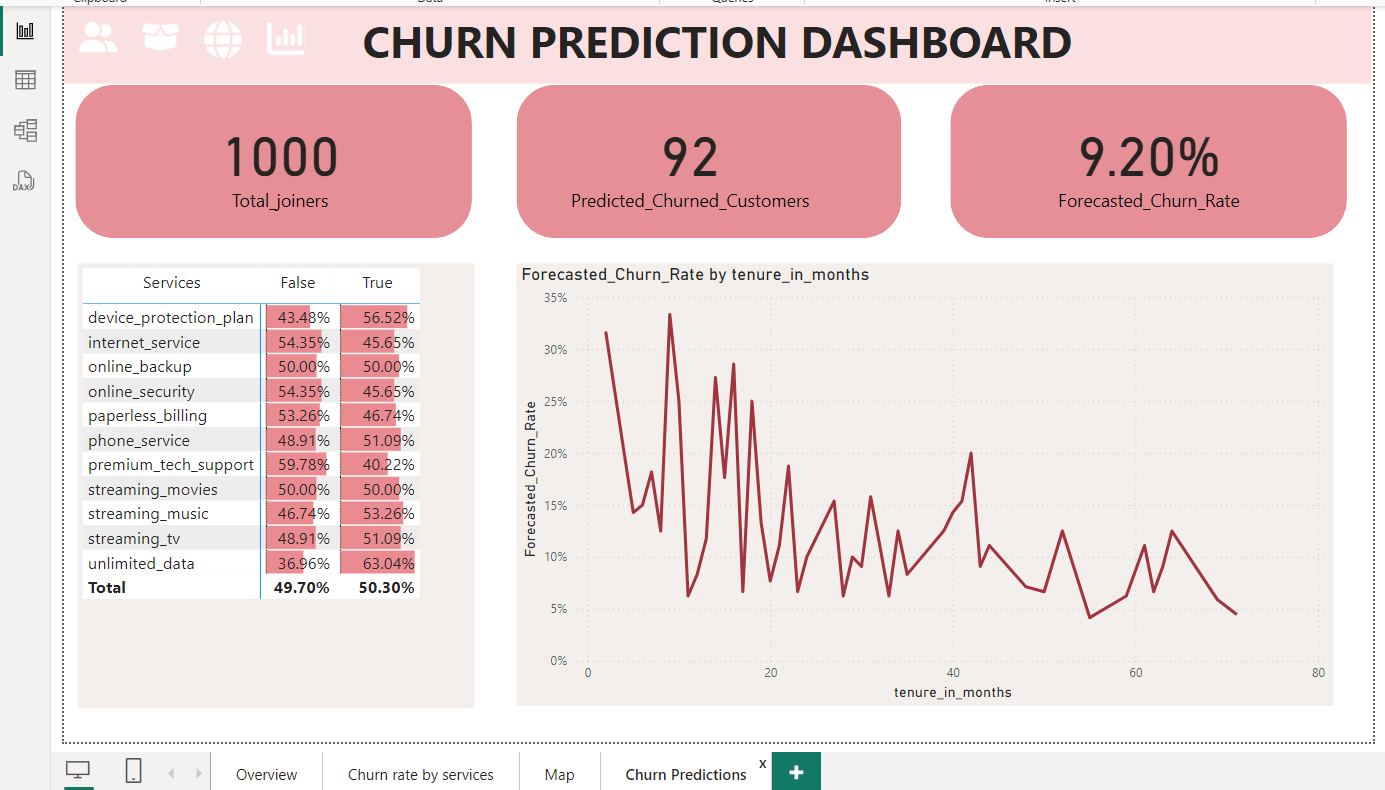 Clipboard Data Queries Insert
CHURN PREDICTION DASHBOARD
1000
Total_joiners
92
Predicted_Churned_Customers
9.20%
Forecasted_Churn_Rate
DAX
Services False True
device_protection_plan 43.48% 56.52%
internet_service 54.35% 45.65%
online_backup 50.00% 50.00%
online_security 54.35% 45.65%
paperless_billing 53.26% 46.74%
phone_service 48.91% 51.09%
premium_tech_support 59.78% 40.22%
streaming_movies 50.00% 50.00%
streaming_music 46.74% 53.26%
streaming_tv 48.91% 51.09%
unlimited_data 36.96% 63.04%
Total 49.70% 50.30%
Forecasted_Churn_Rate by tenure_in_months
35%
30%
25%
20%
15%
10%
5%
0%
Forecasted_Churn_Rate
0 20 40 60 80
tenure_in_months
Overview Churn rate by services Map Churn Predictions x +